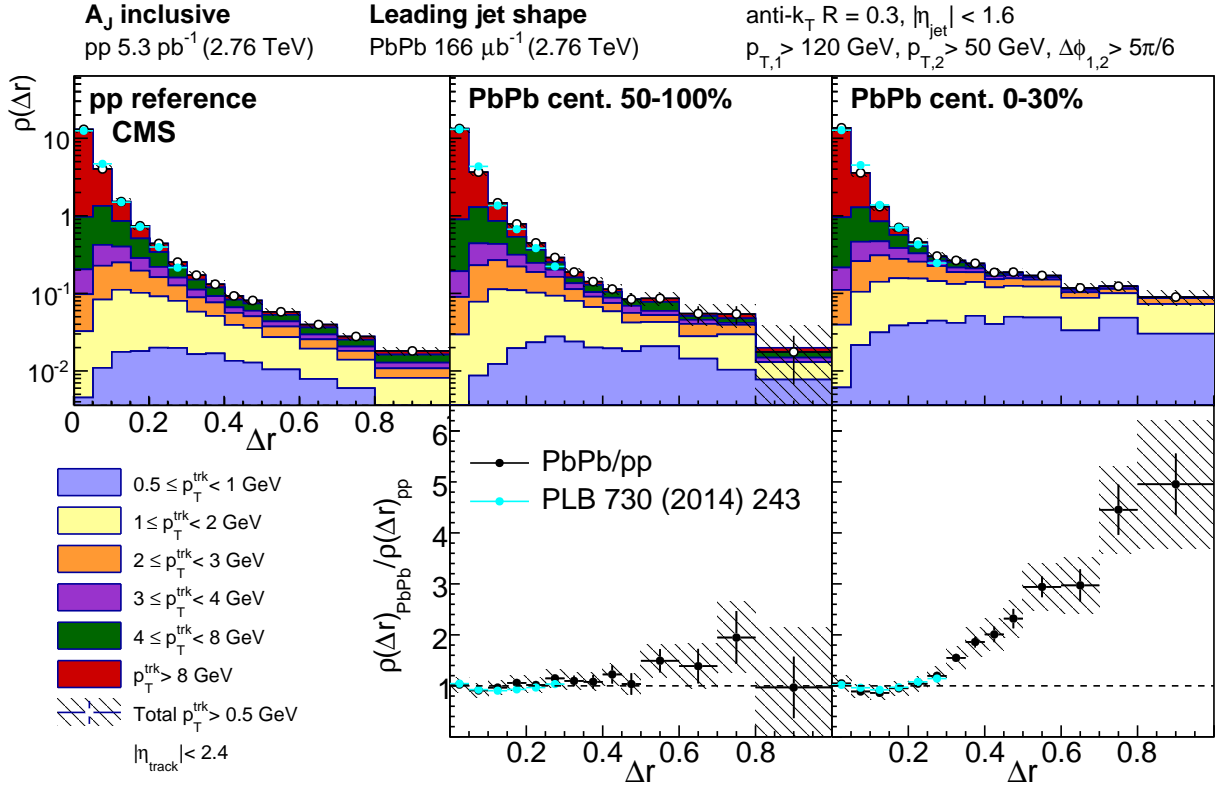 A_J inclusive
pp 5.3 pb⁻¹ (2.76 TeV)
Leading jet shape
PbPb 166 μb⁻¹ (2.76 TeV)
anti-k_T R = 0.3, |η_jet| < 1.6
p_T,1 > 120 GeV, p_T,2 > 50 GeV, Δφ_1,2 > 5π/6
ρ(Δr)
pp reference
CMS
PbPb cent. 50-100%
PbPb cent. 0-30%
10
1
10⁻¹
10⁻²
0 0.2 0.4 0.6 0.8
Δr
0.5 ≤ p_T^trk < 1 GeV
1 ≤ p_T^trk < 2 GeV
2 ≤ p_T^trk < 3 GeV
3 ≤ p_T^trk < 4 GeV
4 ≤ p_T^trk < 8 GeV
p_T^trk > 8 GeV
Total p_T^trk > 0.5 GeV
|η_track| < 2.4
ρ(Δr)_PbPb/ρ(Δr)_pp
6
5
4
3
2
1
PbPb/pp
PLB 730 (2014) 243
0.2 0.4 0.6 0.8
Δr
0.2 0.4 0.6 0.8 1
Δr